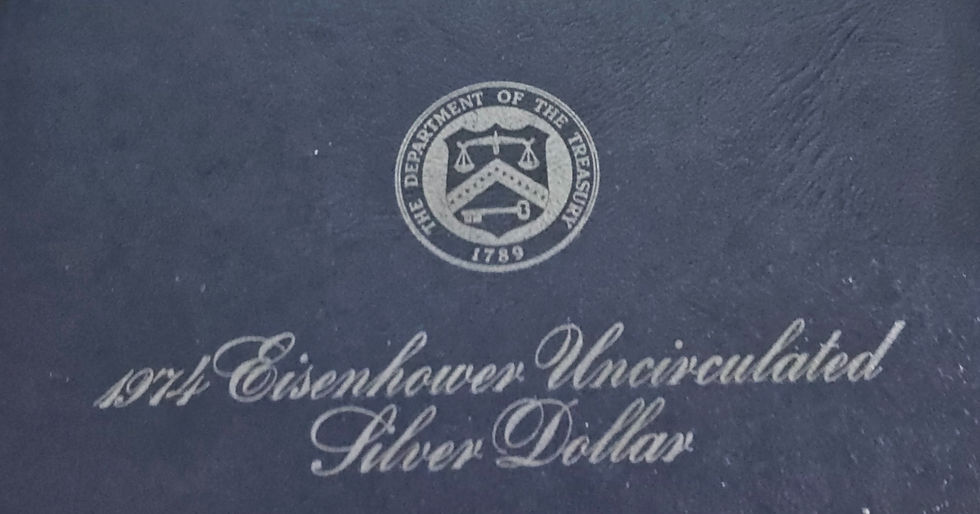 THE DEPARTMENT OF THE TREASURY
1789
1974 Eisenhower Uncirculated
Silver Dollar